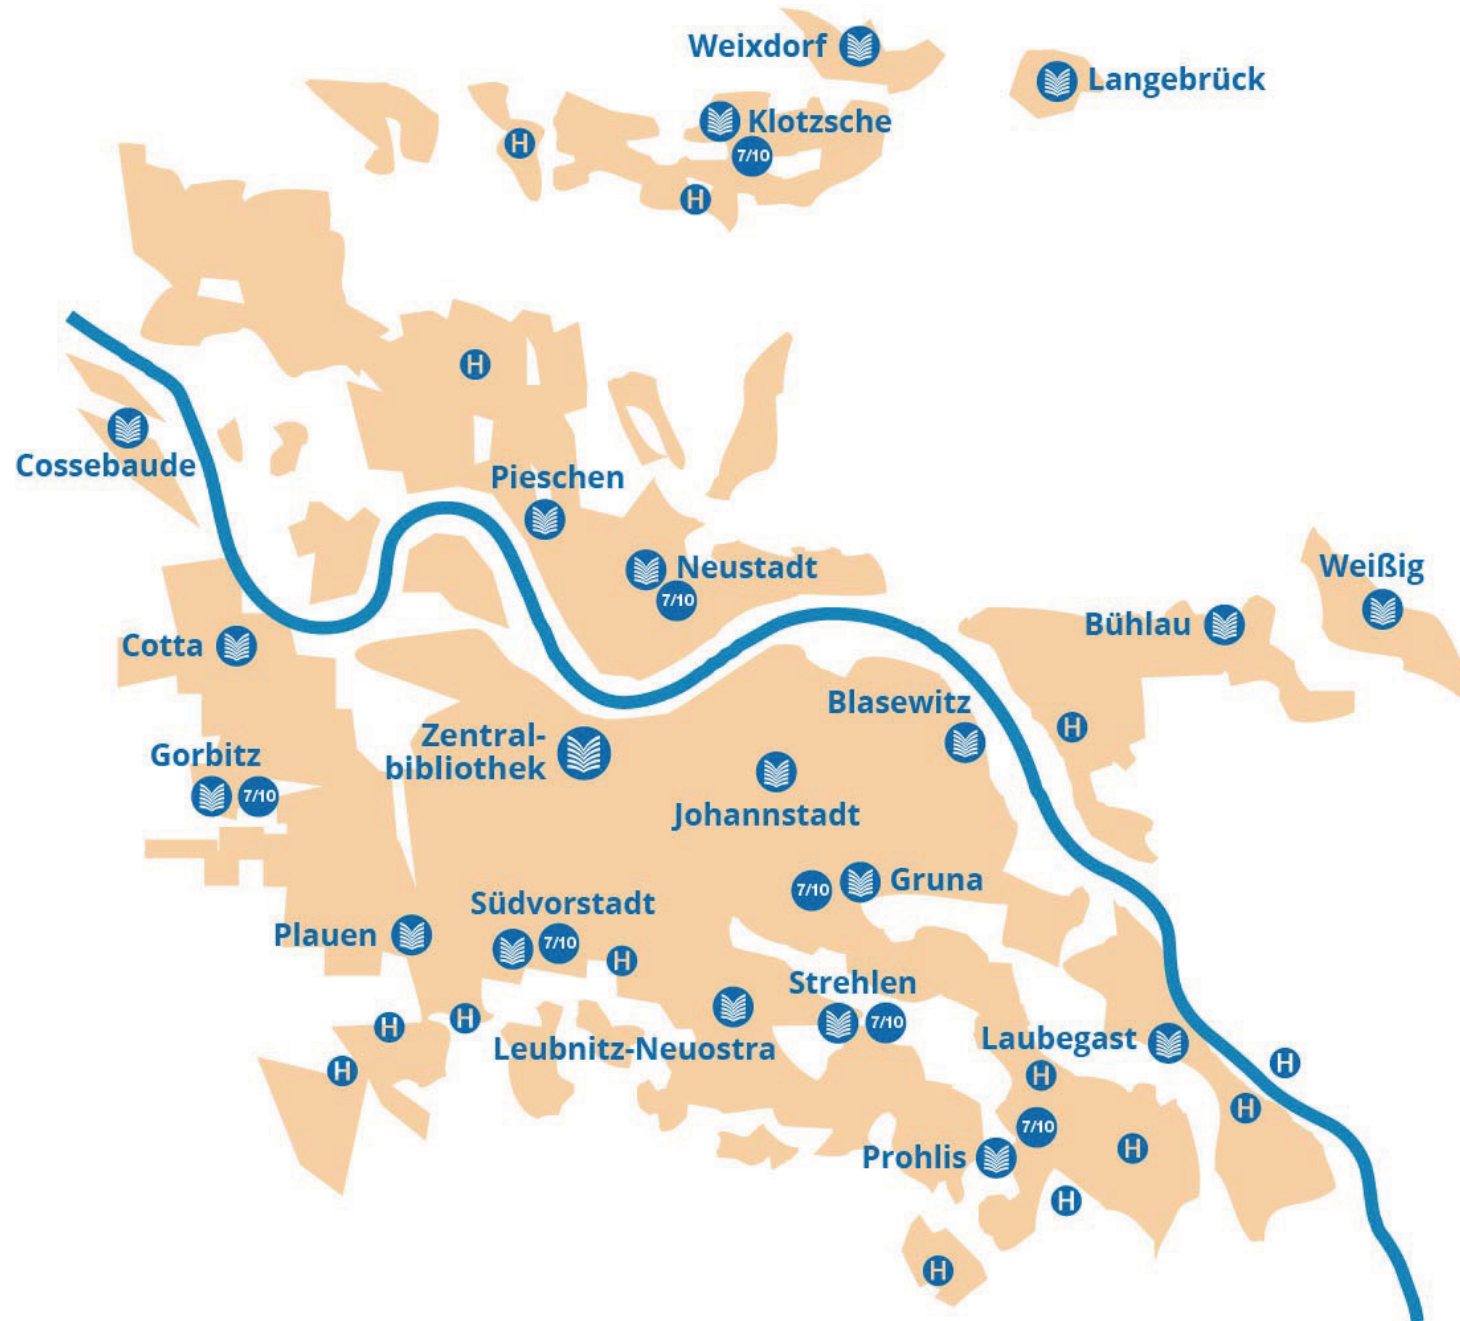 Weixdorf
Langebrück
Klotzsche
H
7/10
H
H
Cossebaude
Pieschen
Neustadt
7/10
Weißig
Bühlau
Cotta
Blasewitz
H
Zentral-
bibliothek
Gorbitz
7/10
Johannstadt
Gruna
7/10
Südvorstadt
7/10
Plauen
H
Strehlen
7/10
H
H
Leubnitz-Neuostra
Laubegast
H
H
H
H
7/10
H
Prohlis
H
H